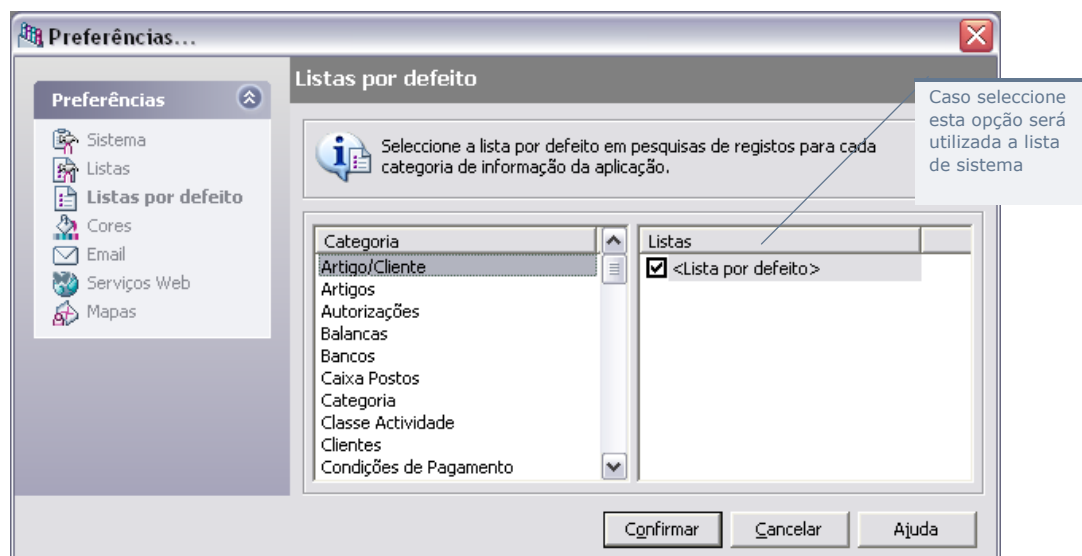 Preferências...
Listas por defeito
Preferências
Sistema
Listas
Listas por defeito
Cores
Email
Serviços Web
Mapas
Seleccione a lista por defeito em pesquisas de registos para cada
categoria de informação da aplicação.
Caso seleccione
esta opção será
utilizada a lista
de sistema
Categoria
Artigo/Cliente
Artigos
Autorizações
Balancas
Bancos
Caixa Postos
Categoria
Classe Actividade
Clientes
Condições de Pagamento
Listas
<Lista por defeito>
Confirmar
Cancelar
Ajuda